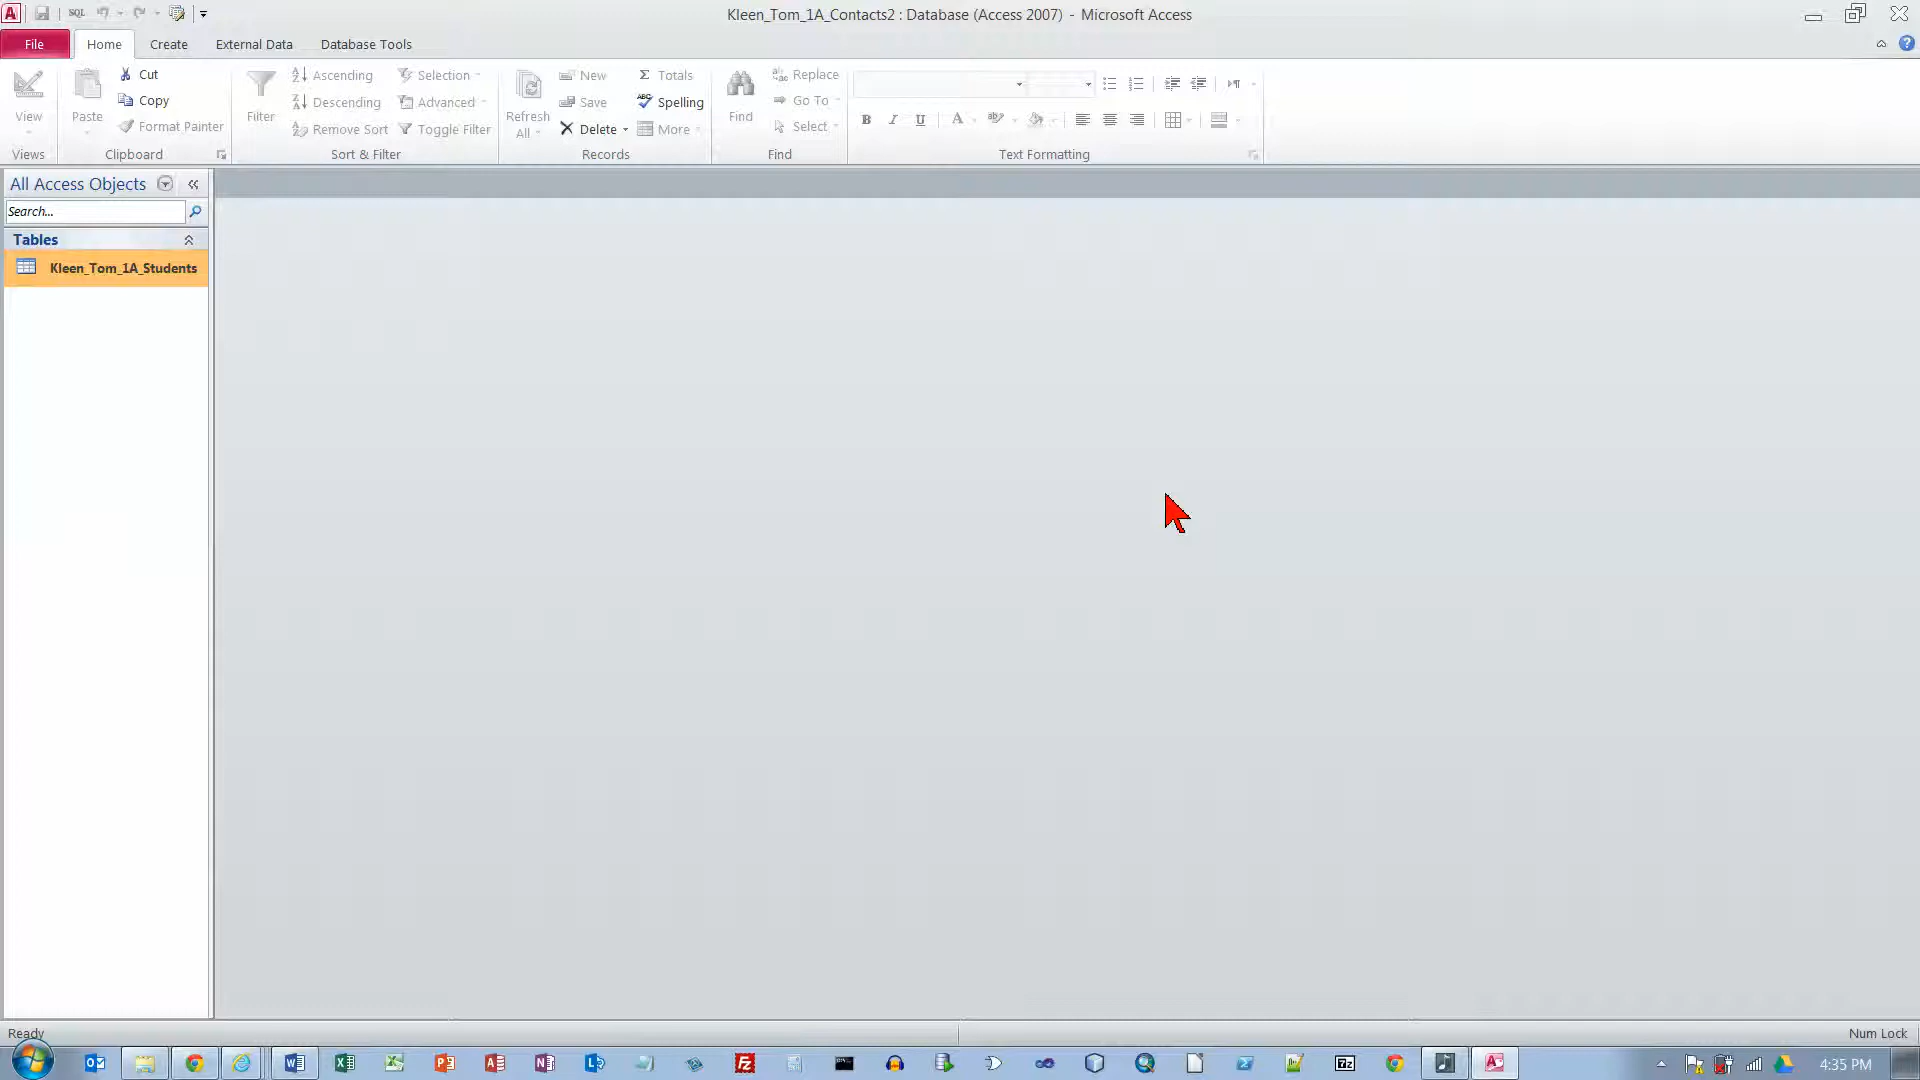 Kleen_Tom_1A_Contacts2 : Database (Access 2007) - Microsoft Access
SQL
File Home Create External Data Database Tools
View
Views
Paste
Cut
Copy
Format Painter
Clipboard
Filter
Ascending
Descending
Remove Sort
Selection
Advanced
Toggle Filter
Sort & Filter
Refresh
All
New
Save
Delete
Totals
Spelling
More
Records
Find
Replace
Go To
Select
Find
B I U A
Text Formatting
All Access Objects
Search...
Tables
Kleen_Tom_1A_Students
Ready
Num Lock
4:35 PM